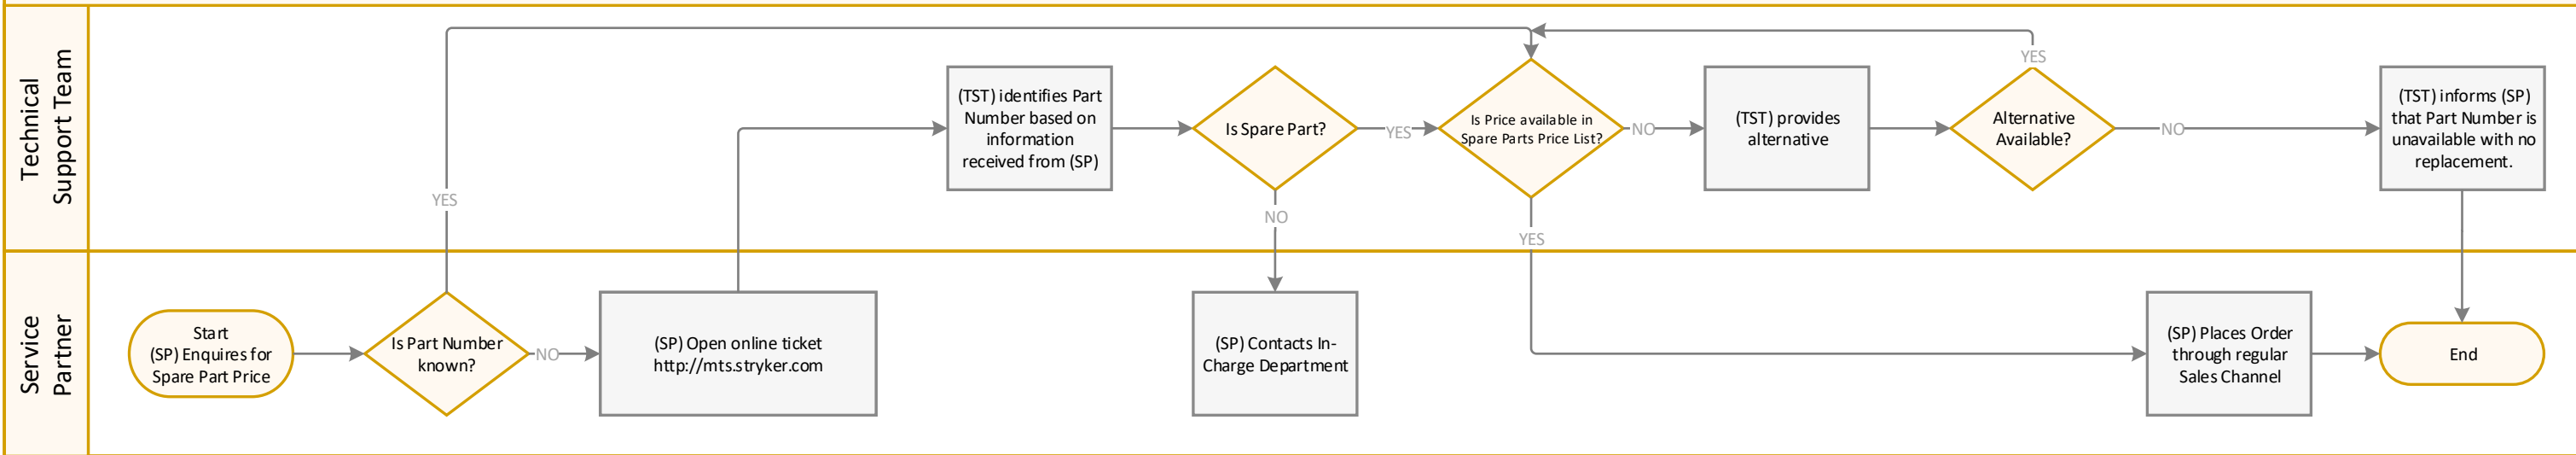 Technical
Support Team
(TST) identifies Part
Number based on
information
received from (SP)
Is Spare Part?
YES
NO
Is Price available in
Spare Parts Price List?
NO
YES
(TST) provides
alternative
Alternative
Available?
YES
NO
(TST) informs (SP)
that Part Number is
unavailable with no
replacement.
YES
Service
Partner
Start
(SP) Enquires for
Spare Part Price
Is Part Number
known?
NO
(SP) Open online ticket
http://mts.stryker.com
(SP) Contacts In-
Charge Department
(SP) Places Order
through regular
Sales Channel
End